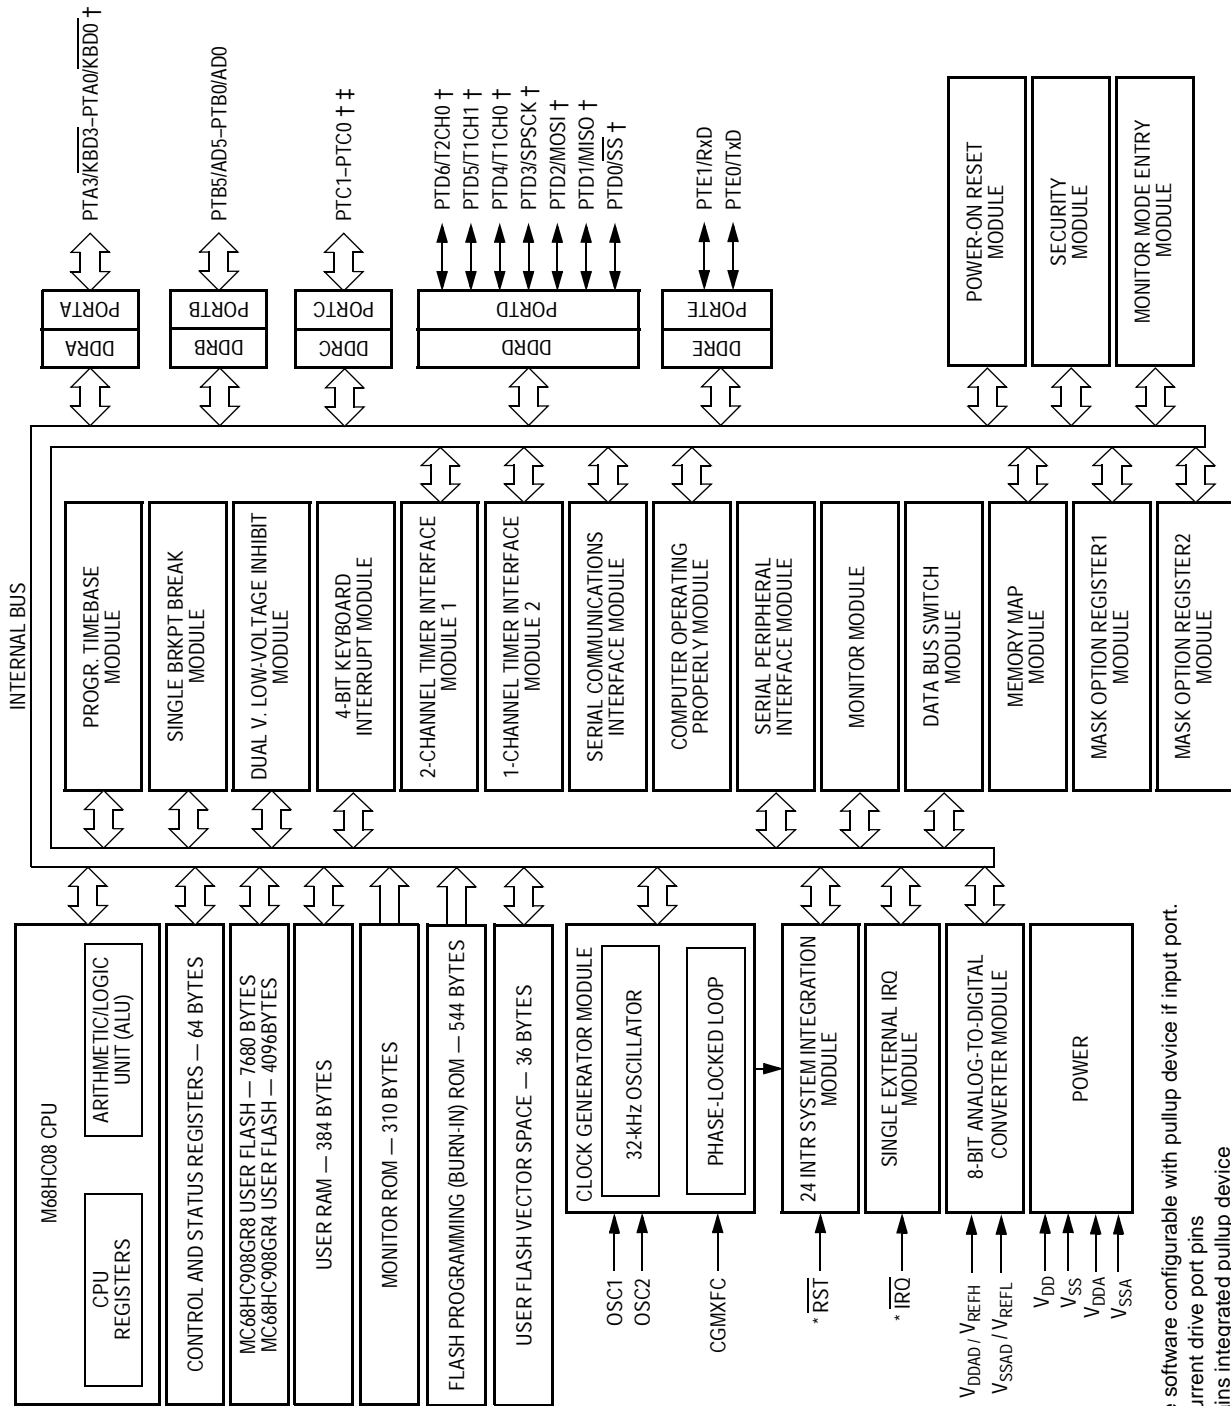 INTERNAL BUS
M68HC08 CPU
CPU
REGISTERS
ARITHMETIC/LOGIC
UNIT (ALU)
CONTROL AND STATUS REGISTERS — 64 BYTES
MC68HC908GR8 USER FLASH — 7680 BYTES
MC68HC908GR4 USER FLASH — 4096BYTES
USER RAM — 384 BYTES
MONITOR ROM — 310 BYTES
FLASH PROGRAMMING (BURN-IN) ROM — 544 BYTES
USER FLASH VECTOR SPACE — 36 BYTES
CLOCK GENERATOR MODULE
32-kHz OSCILLATOR
PHASE-LOCKED LOOP
OSC1
OSC2
CGMXFC
24 INTR SYSTEM INTEGRATION
MODULE
* RST
SINGLE EXTERNAL IRQ
MODULE
* IRQ
8-BIT ANALOG-TO-DIGITAL
CONVERTER MODULE
VDDAD / VREFH
VSSAD / VREFL
POWER
VDD
VSS
VDDA
VSSA
PROGR. TIMEBASE
MODULE
SINGLE BRKPT BREAK
MODULE
DUAL V. LOW-VOLTAGE INHIBIT
MODULE
4-BIT KEYBOARD
INTERRUPT MODULE
2-CHANNEL TIMER INTERFACE
MODULE 1
1-CHANNEL TIMER INTERFACE
MODULE 2
SERIAL COMMUNICATIONS
INTERFACE MODULE
COMPUTER OPERATING
PROPERLY MODULE
SERIAL PERIPHERAL
INTERFACE MODULE
MONITOR MODULE
DATA BUS SWITCH
MODULE
MEMORY MAP
MODULE
MASK OPTION REGISTER1
MODULE
MASK OPTION REGISTER2
MODULE
DDRA
PORTA
PTA3/KBD3–PTA0/KBD0 †
DDRB
PORTB
PTB5/AD5–PTB0/AD0
DDRC
PORTC
PTC1–PTC0 † ‡
DDRD
PORTD
PTD6/T2CH0 †
PTD5/T1CH1 †
PTD4/T1CH0 †
PTD3/SPSCK †
PTD2/MOSI †
PTD1/MISO †
PTD0/SS †
DDRE
PORTE
PTE1/RxD
PTE0/TxD
POWER-ON RESET
MODULE
SECURITY
MODULE
MONITOR MODE ENTRY
MODULE
software configurable with pullup device if input port.
drive port pins
integrated pullup device